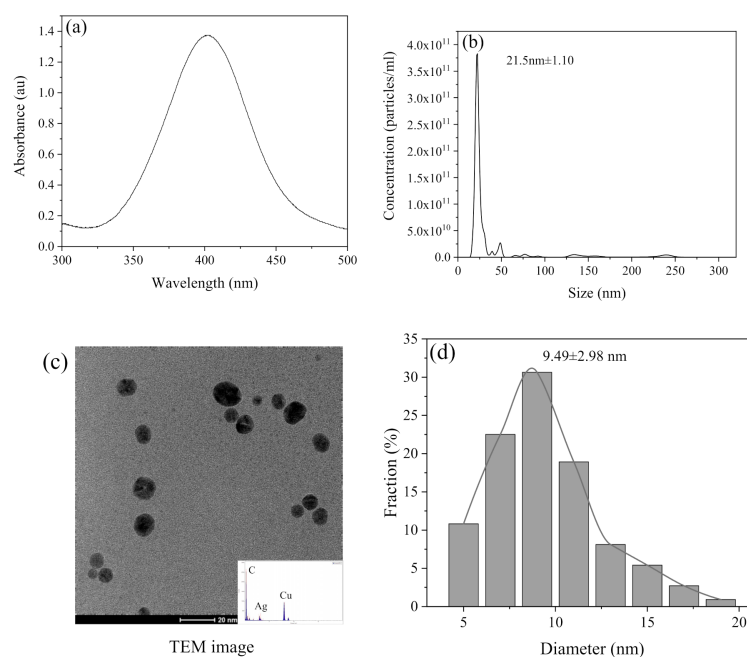 (a)
1.4
1.2
1.0
0.8
0.6
0.4
0.2
0.0
300 350 400 450 500
Absorbance (au)
Wavelength (nm)
(b)
21.5nm±1.10
4.0x10¹¹
3.5x10¹¹
3.0x10¹¹
2.5x10¹¹
2.0x10¹¹
1.5x10¹¹
1.0x10¹¹
5.0x10¹⁰
0.0
0 50 100 150 200 250 300
Concentration (particles/ml)
Size (nm)
(c)
C
Ag
Cu
20 nm
TEM image
(d)
9.49±2.98 nm
35
30
25
20
15
10
5
0
5 10 15 20
Fraction (%)
Diameter (nm)